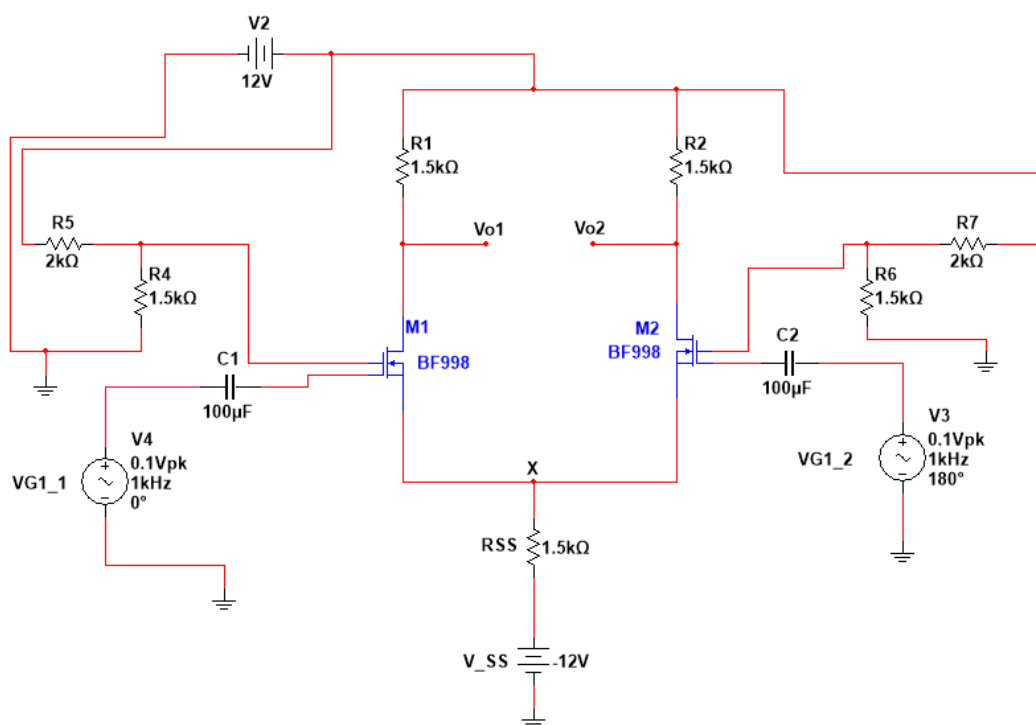 V2
12V
R1
1.5kΩ
R2
1.5kΩ
R5
2kΩ
R4
1.5kΩ
Vo1
Vo2
R7
2kΩ
R6
1.5kΩ
M1
BF998
M2
BF998
C1
100µF
C2
100µF
V4
0.1Vpk
1kHz
0°
VG1_1
V3
0.1Vpk
1kHz
180°
VG1_2
X
RSS
1.5kΩ
V_SS
-12V